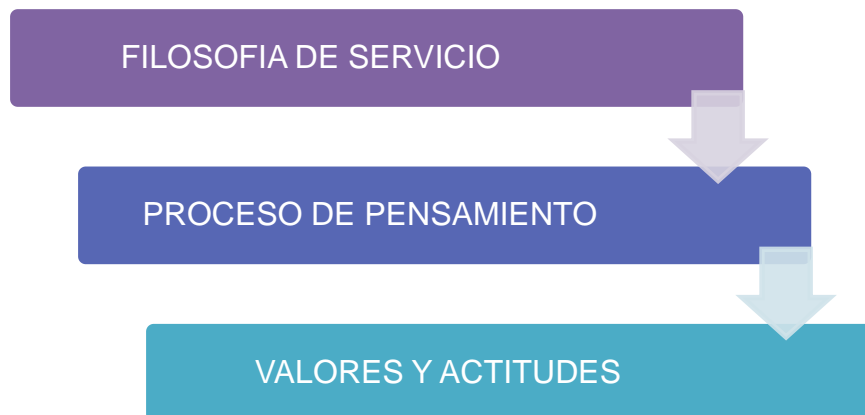 FILOSOFIA DE SERVICIO
PROCESO DE PENSAMIENTO
VALORES Y ACTITUDES